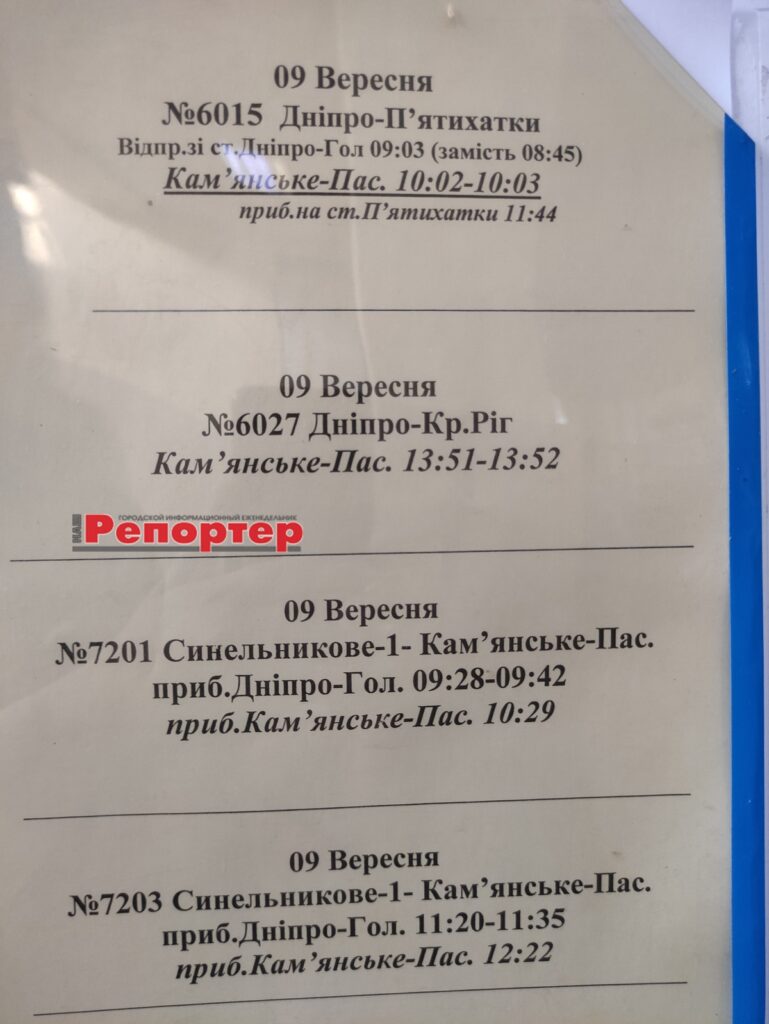 09 Вересня
№6015 Дніпро-П’ятихатки
Відпр.зі ст.Дніпро-Гол 09:03 (замість 08:45)
Кам’янське-Пас. 10:02-10:03
приб.на ст.П’ятихатки 11:44
09 Вересня
№6027 Дніпро-Кр.Ріг
Кам’янське-Пас. 13:51-13:52
ГОРОДСКОЙ ИНФОРМАЦИОННЫЙ ЕЖЕНЕДЕЛЬНИК
НАШ Репортер
09 Вересня
№7201 Синельникове-1- Кам’янське-Пас.
приб.Дніпро-Гол. 09:28-09:42
приб.Кам’янське-Пас. 10:29
09 Вересня
№7203 Синельникове-1- Кам’янське-Пас.
приб.Дніпро-Гол. 11:20-11:35
приб.Кам’янське-Пас. 12:22